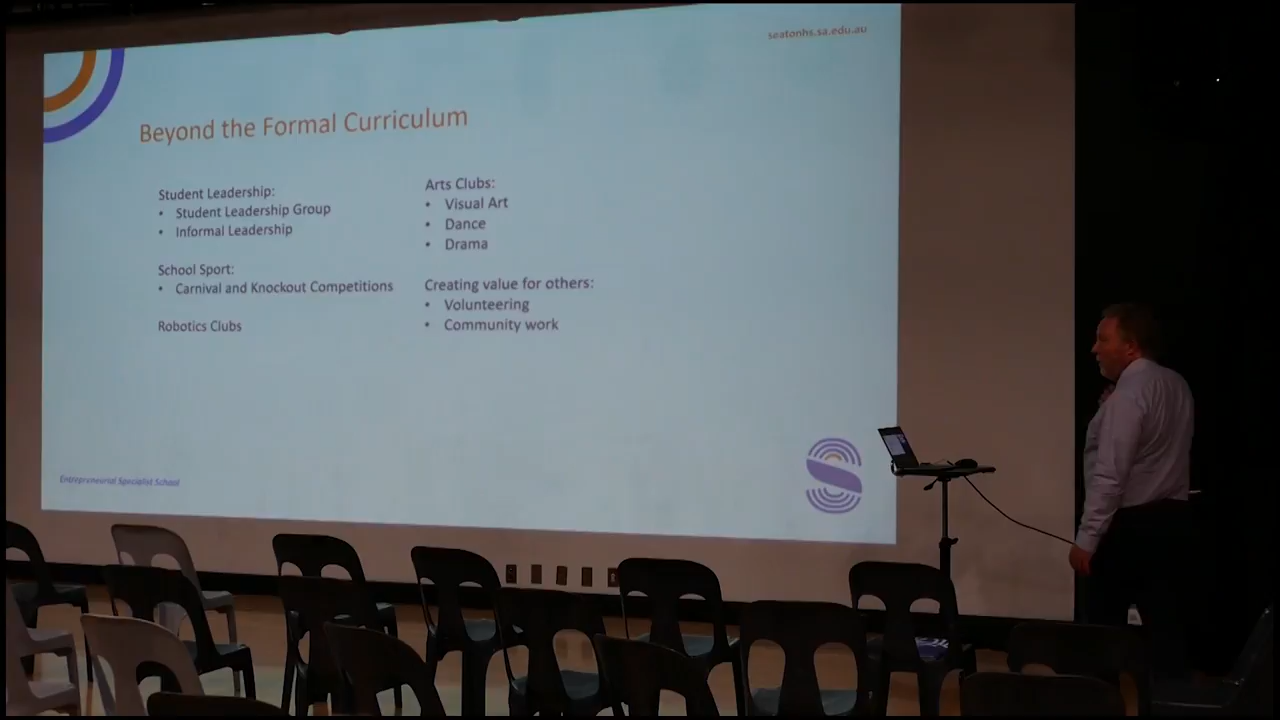 seatonhs.sa.edu.au
Beyond the Formal Curriculum
Student Leadership:
• Student Leadership Group
• Informal Leadership
School Sport:
• Carnival and Knockout Competitions
Robotics Clubs
Arts Clubs:
• Visual Art
• Dance
• Drama
Creating value for others:
• Volunteering
• Community work
Entrepreneurial Specialist School